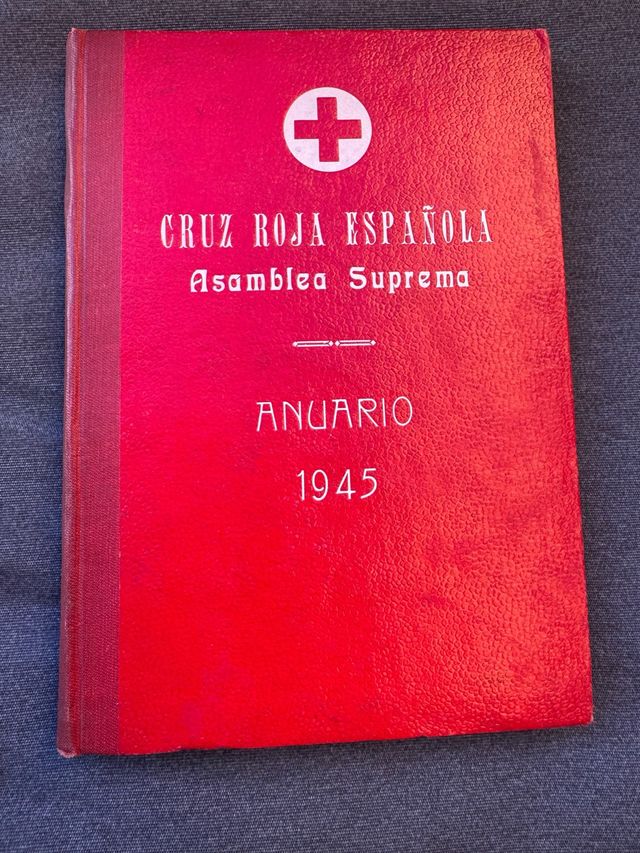 CRUZ ROJA ESPAÑOLA
Asamblea Suprema
ANUARIO
1945